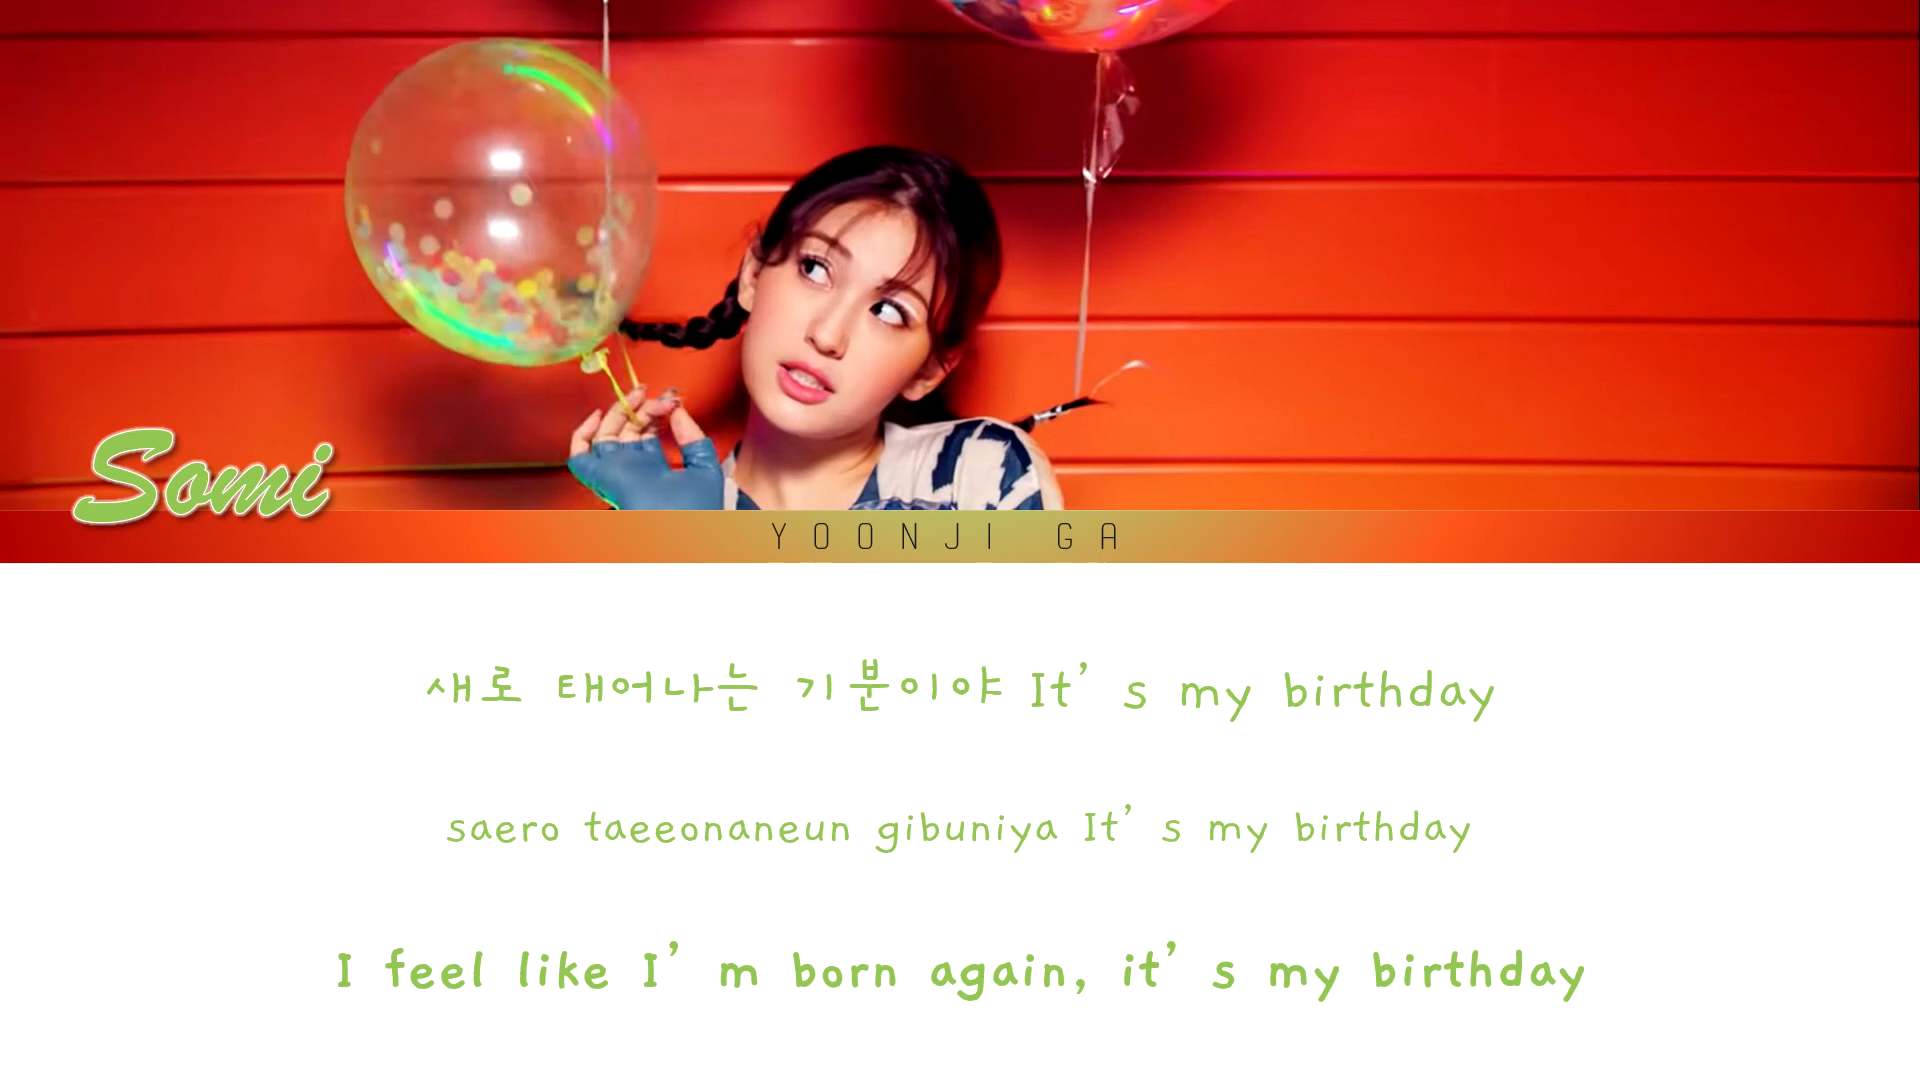 Somi
YOONJI GA
새로 태어나는 기분이야 It’s my birthday
saero taeeonaneun gibuniya It’s my birthday
I feel like I’m born again, it’s my birthday